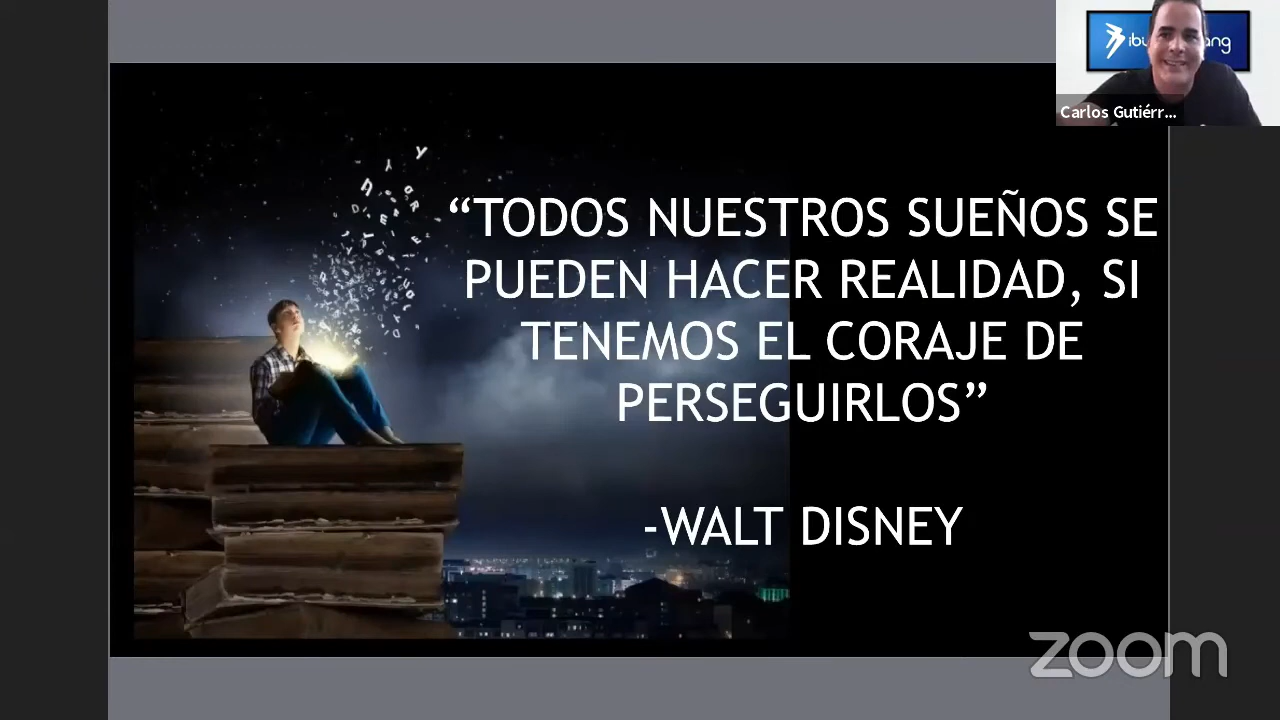 Carlos Gutiérr...
“TODOS NUESTROS SUEÑOS SE
PUEDEN HACER REALIDAD, SI
TENEMOS EL CORAJE DE
PERSEGUIRLOS”
-WALT DISNEY
zoom